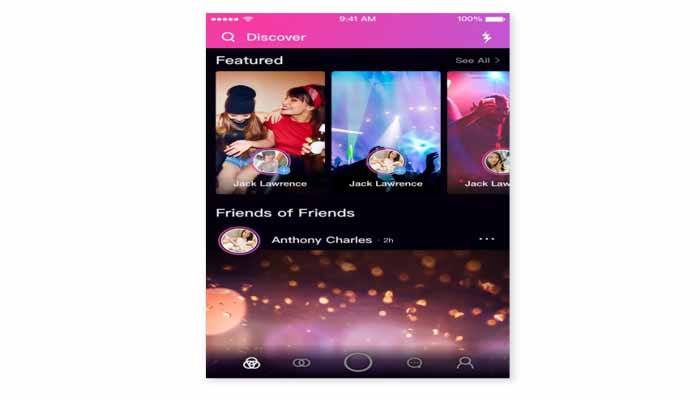 9:41 AM 100%
Discover
Featured See All
Jack Lawrence Jack Lawrence Jack Law
Friends of Friends
Anthony Charles · 2h